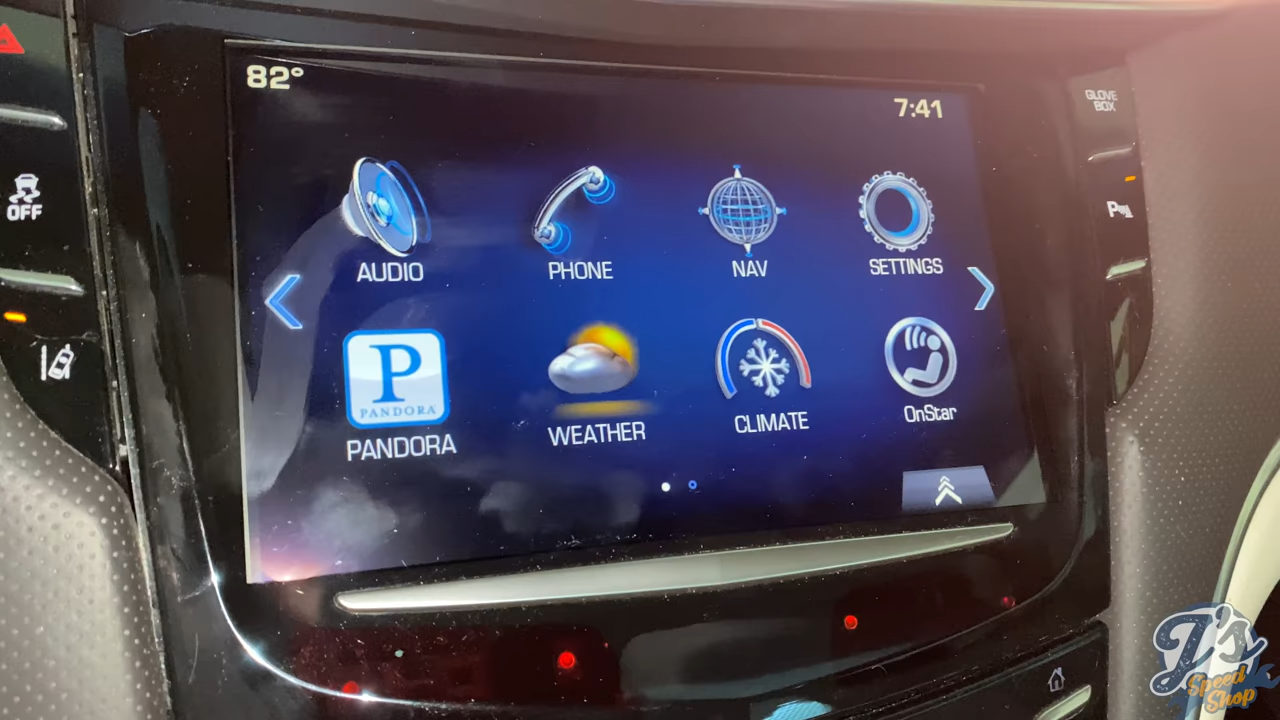 82°
7:41
GLOVE
BOX
OFF
P
AUDIO
PHONE
NAV
SETTINGS
P
PANDORA
PANDORA
WEATHER
CLIMATE
OnStar
J's
Speed
Shop